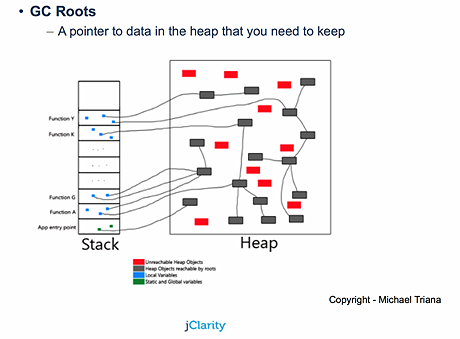 • GC Roots
– A pointer to data in the heap that you need to keep
Function Y
Function K
. . .
. . .
. . .
Function G
Function A
App entry point
Stack
Heap
Unreachable Heap Objects
Heap Objects reachable by roots
Local Variables
Static and Global variables
Copyright - Michael Triana
jClarity